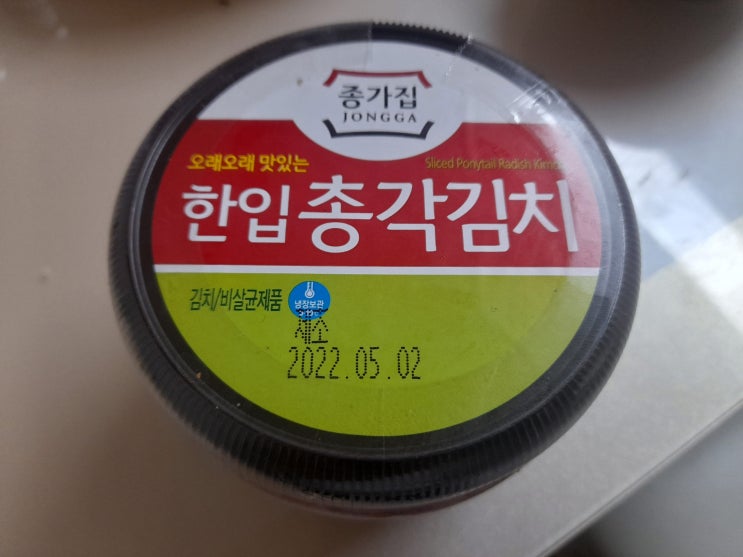 종가집
JONGGA
오래오래 맛있는
Sliced Ponytail Radish
한입 총각김치
김치/비살균제품
냉장보관
제조
2022.05.02